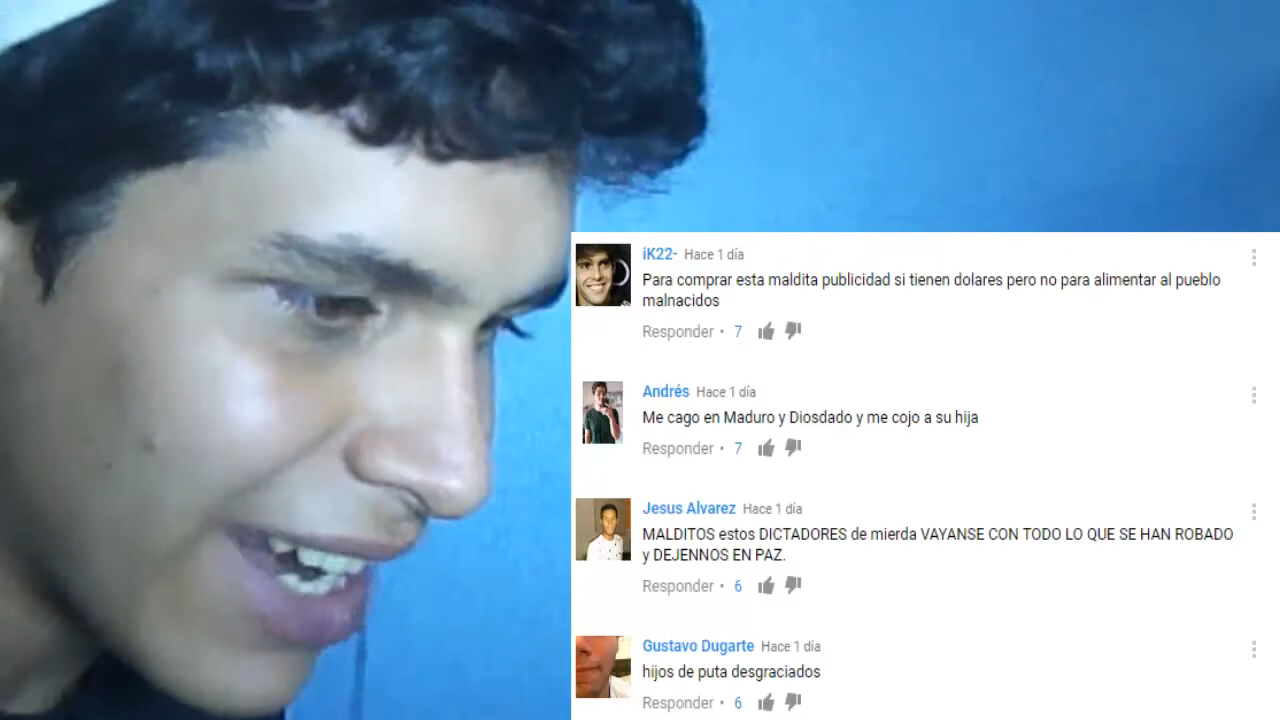 iK22- Hace 1 día
Para comprar esta maldita publicidad si tienen dolares pero no para alimentar al pueblo
malnacidos
Responder • 7
Andrés Hace 1 día
Me cago en Maduro y Diosdado y me cojo a su hija
Responder • 7
Jesus Alvarez Hace 1 día
MALDITOS estos DICTADORES de mierda VAYANSE CON TODO LO QUE SE HAN ROBADO
y DEJENNOS EN PAZ.
Responder • 6
Gustavo Dugarte Hace 1 día
hijos de puta desgraciados
Responder • 6